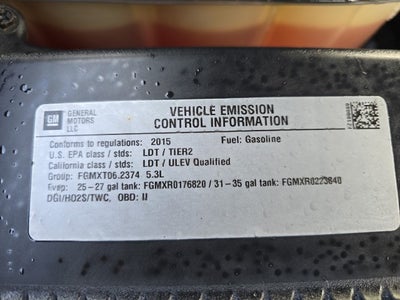 GM GENERAL MOTORS LLC
VEHICLE EMISSION CONTROL INFORMATION
Conforms to regulations: 2015 Fuel: Gasoline
U.S. EPA class / stds: LDT / TIER2
California class / stds: LDT / ULEV Qualified
Group: FGMXT06.2374 5.3L
Evap: 25-27 gal tank: FGMXR0176820 / 31-35 gal tank: FGMXR0223840
DGI/HO2S/TWC, OBD: II